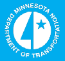 MINNESOTA
DEPARTMENT OF TRANSPORTATION